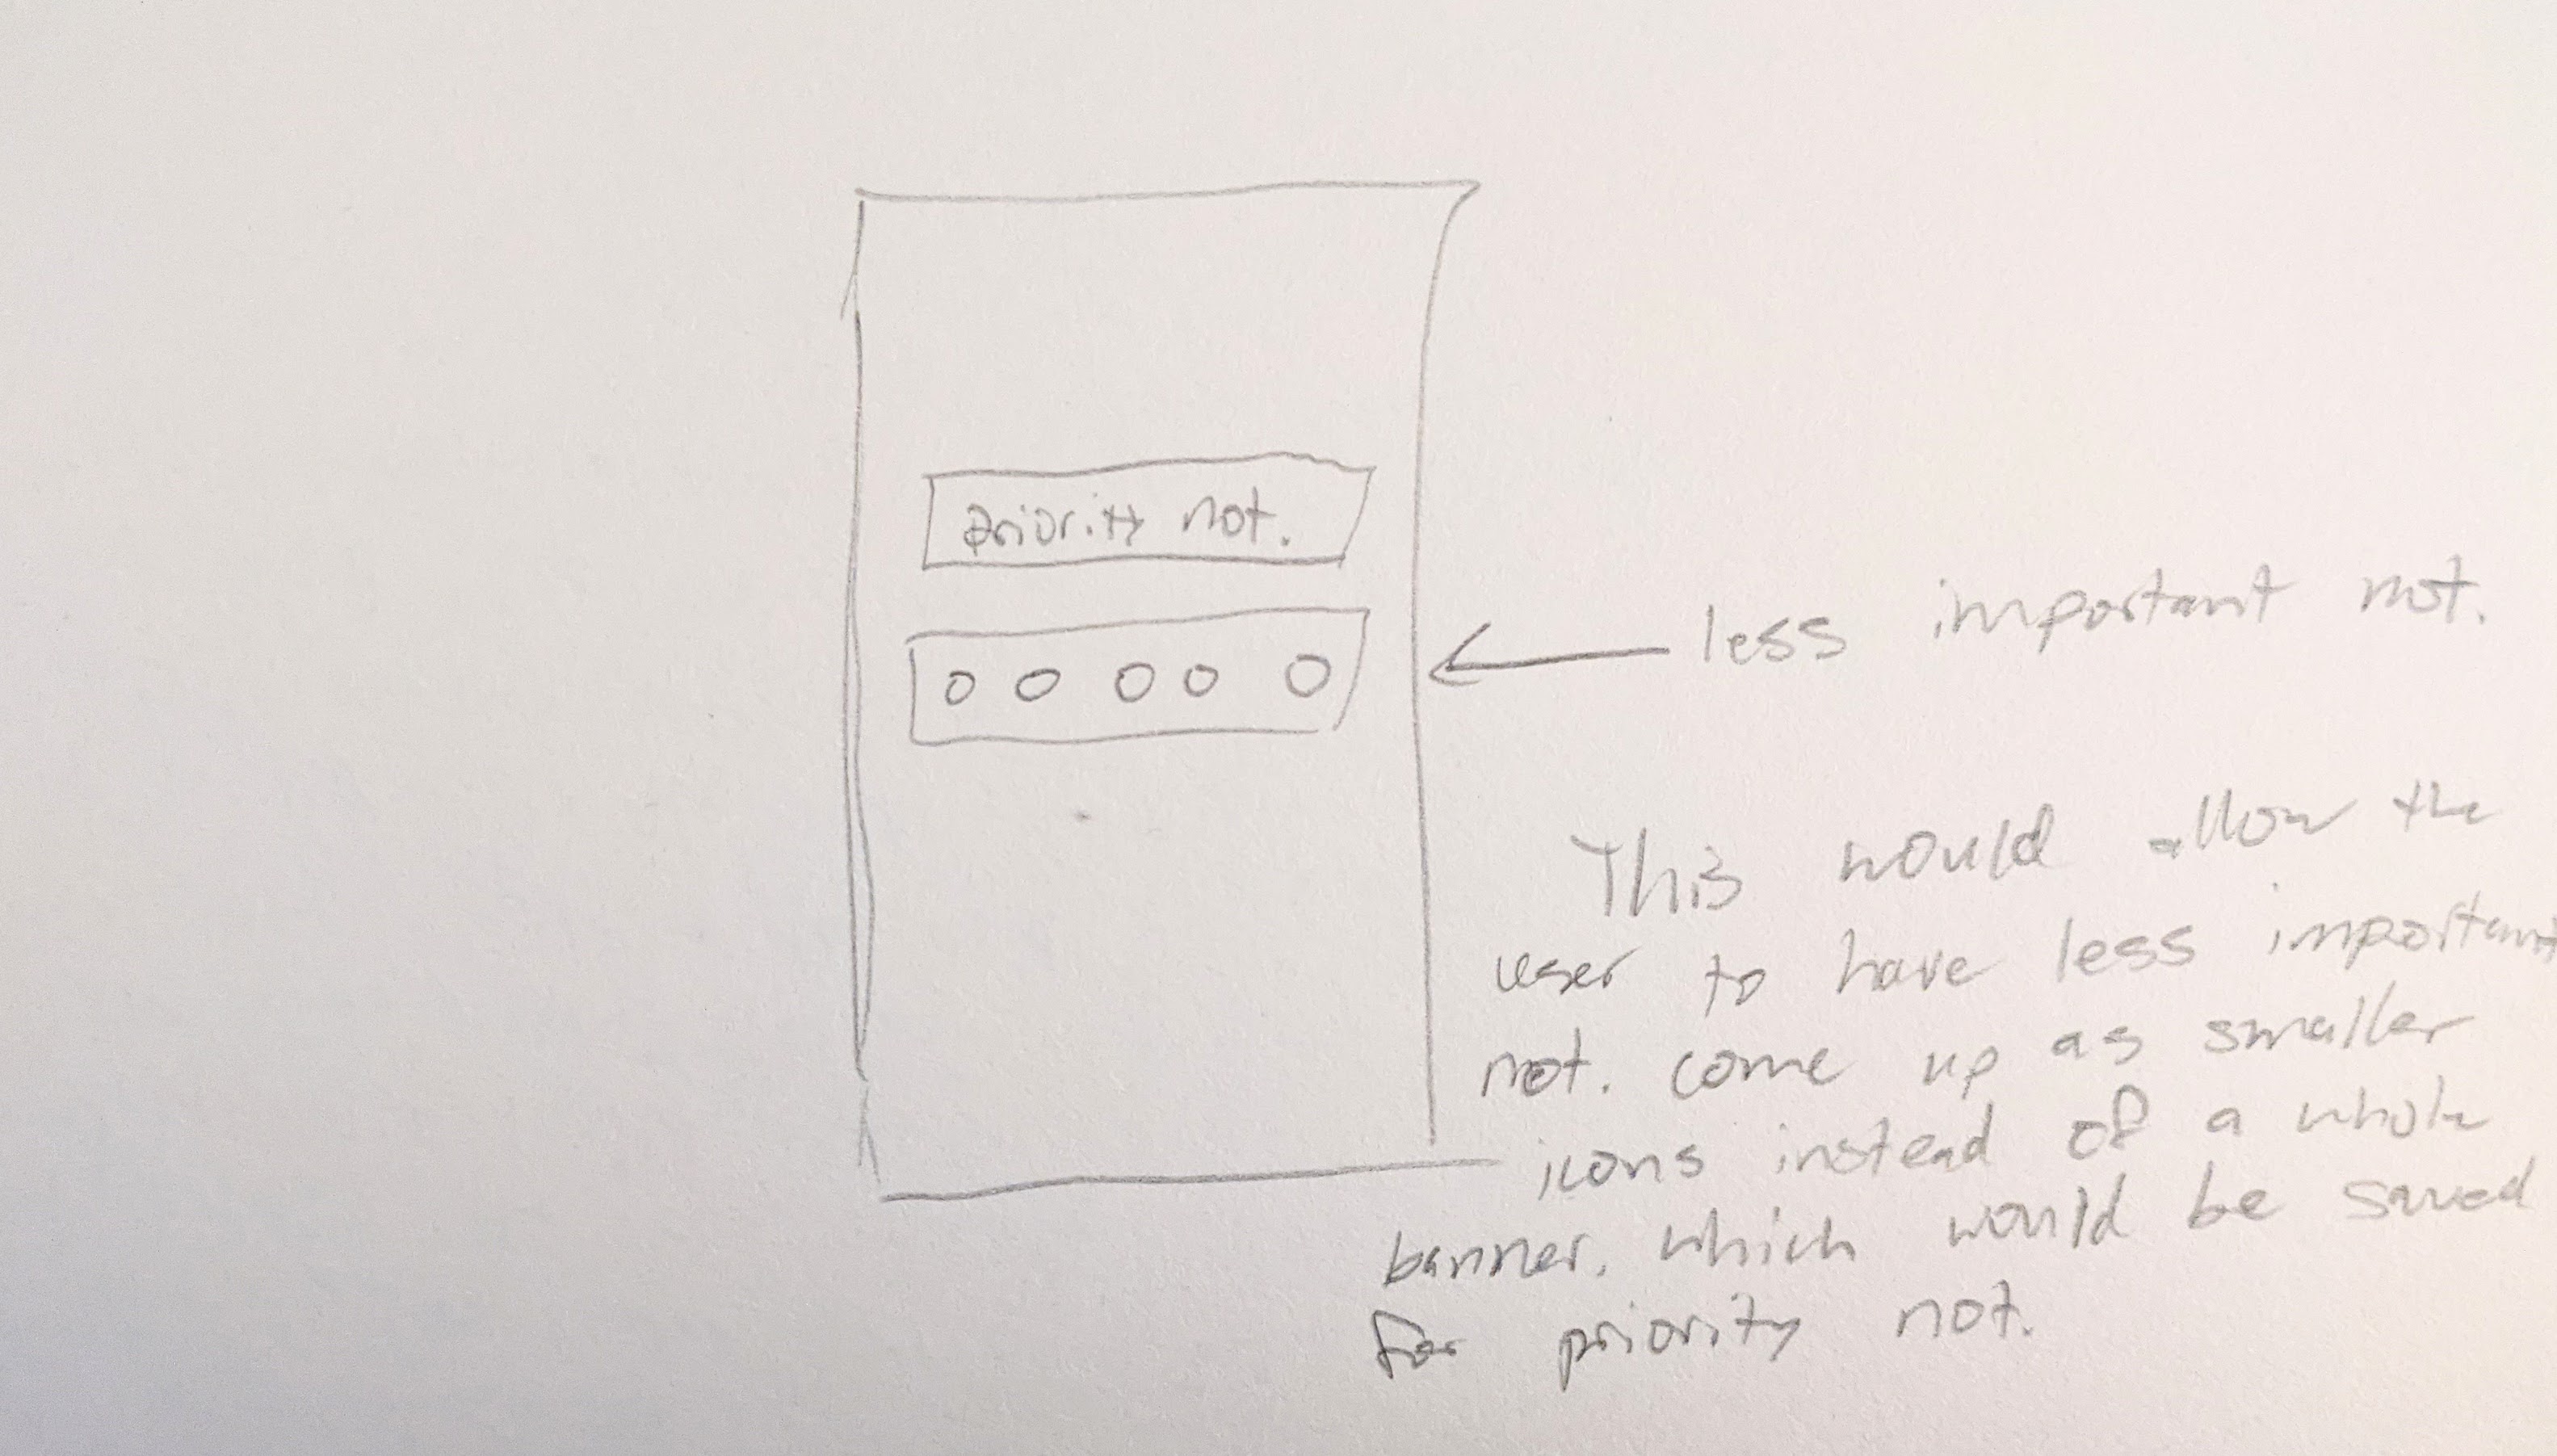 priority not.
less important not.
This would allow the
user to have less important
not. come up as smaller
icons instead of a whole
banner, which would be saved
for priority not.